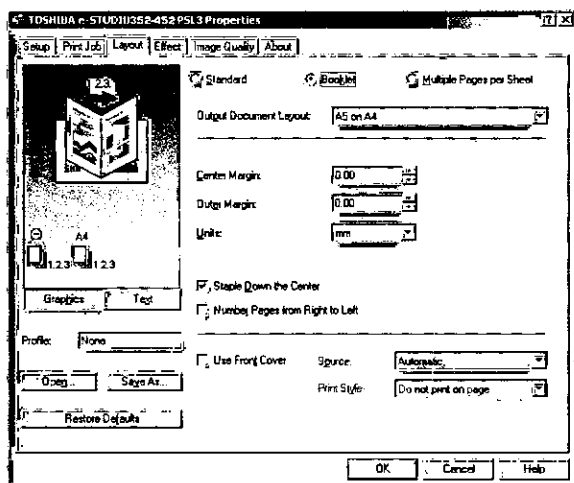 TOSHIBA e-STUDIO352-452 PSL3 Properties
Setup Print Job Layout Effect Image Quality About
Standard Booklet Multiple Pages per Sheet
Output Document Layout: A5 on A4
Center Margin: 0.00
Outer Margin: 0.00
Units: mm
Staple Down the Center
Number Pages from Right to Left
Use Front Cover Source: Automatic
Print Style: Do not print on page
1 2 3
A4
1 2 3 1 2 3
Graphics Text
Profile: None
Open... Save As...
Restore Defaults
OK Cancel Help